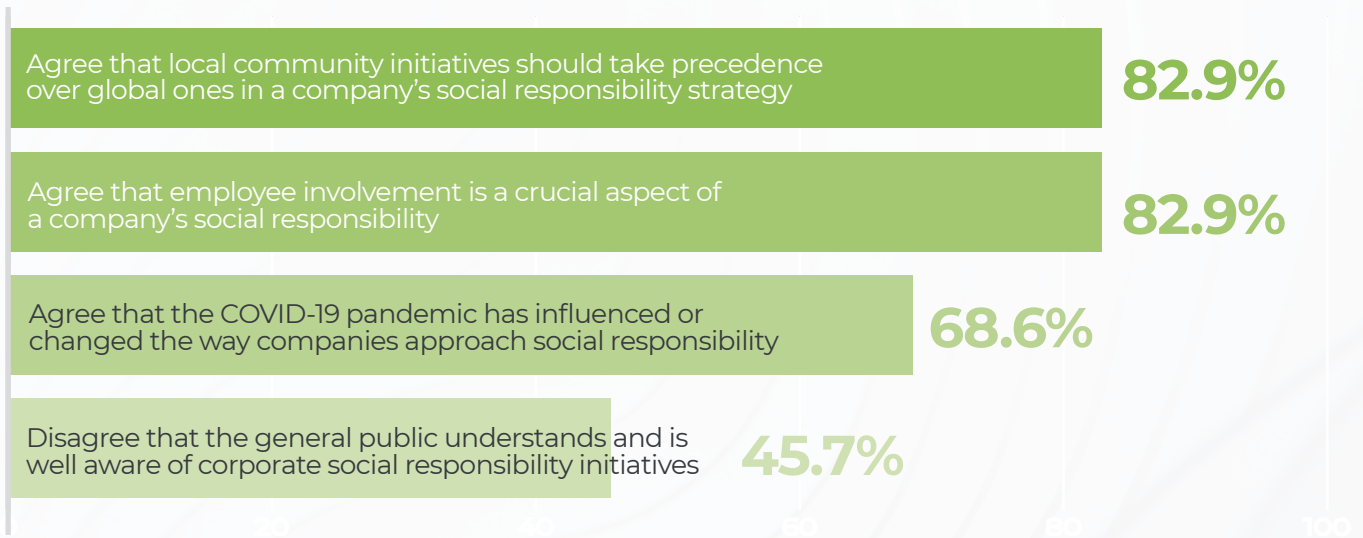 Agree that local community initiatives should take precedence
over global ones in a company's social responsibility strategy
82.9%
Agree that employee involvement is a crucial aspect of
a company's social responsibility
82.9%
Agree that the COVID-19 pandemic has influenced or
changed the way companies approach social responsibility
68.6%
Disagree that the general public understands and is
well aware of corporate social responsibility initiatives
45.7%
0 20 40 60 80 100